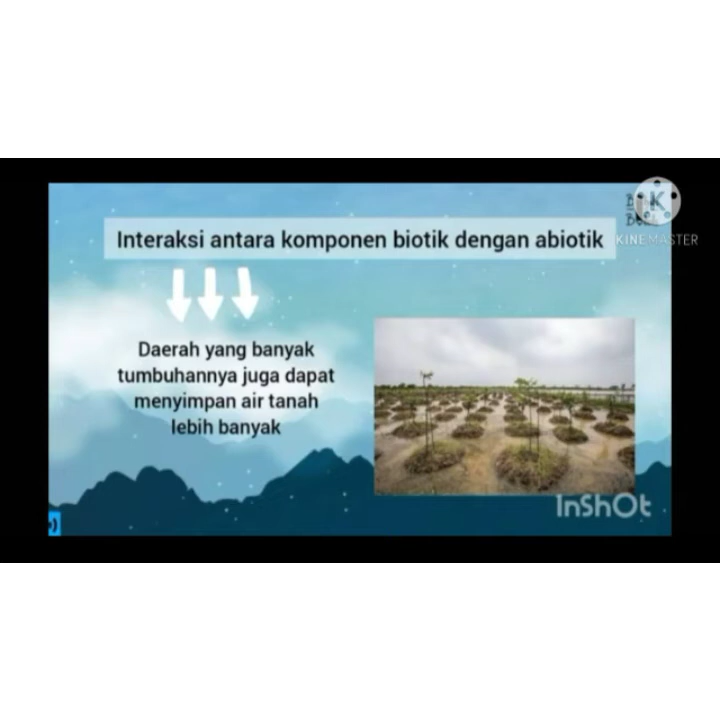 Interaksi antara komponen biotik dengan abiotik
KINEMASTER
Daerah yang banyak
tumbuhannya juga dapat
menyimpan air tanah
lebih banyak
InShOt